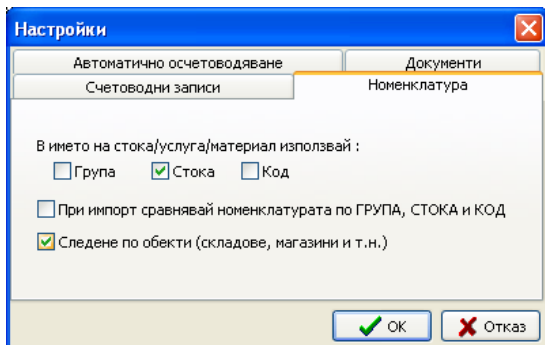 Настройки
Автоматично осчетоводяване Документи
Счетоводни записи Номенклатура
В името на стока/услуга/материал използвай :
Група Стока Код
При импорт сравнявай номенклатурата по ГРУПА, СТОКА и КОД
Следене по обекти (складове, магазини и т.н.)
OK Отказ